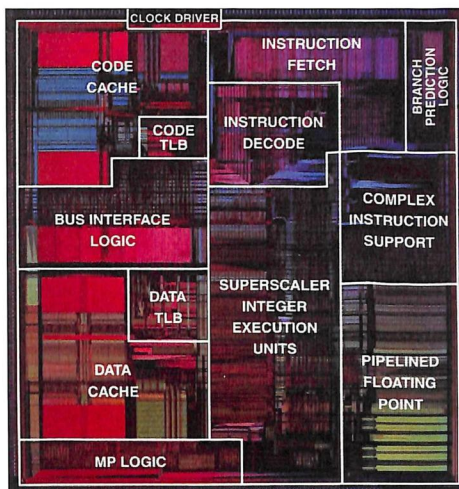 CLOCK DRIVER
CODE
CACHE
CODE
TLB
INSTRUCTION
FETCH
BRANCH
PREDICTION
LOGIC
INSTRUCTION
DECODE
BUS INTERFACE
LOGIC
COMPLEX
INSTRUCTION
SUPPORT
DATA
TLB
SUPERSCALER
INTEGER
EXECUTION
UNITS
DATA
CACHE
PIPELINED
FLOATING
POINT
MP LOGIC